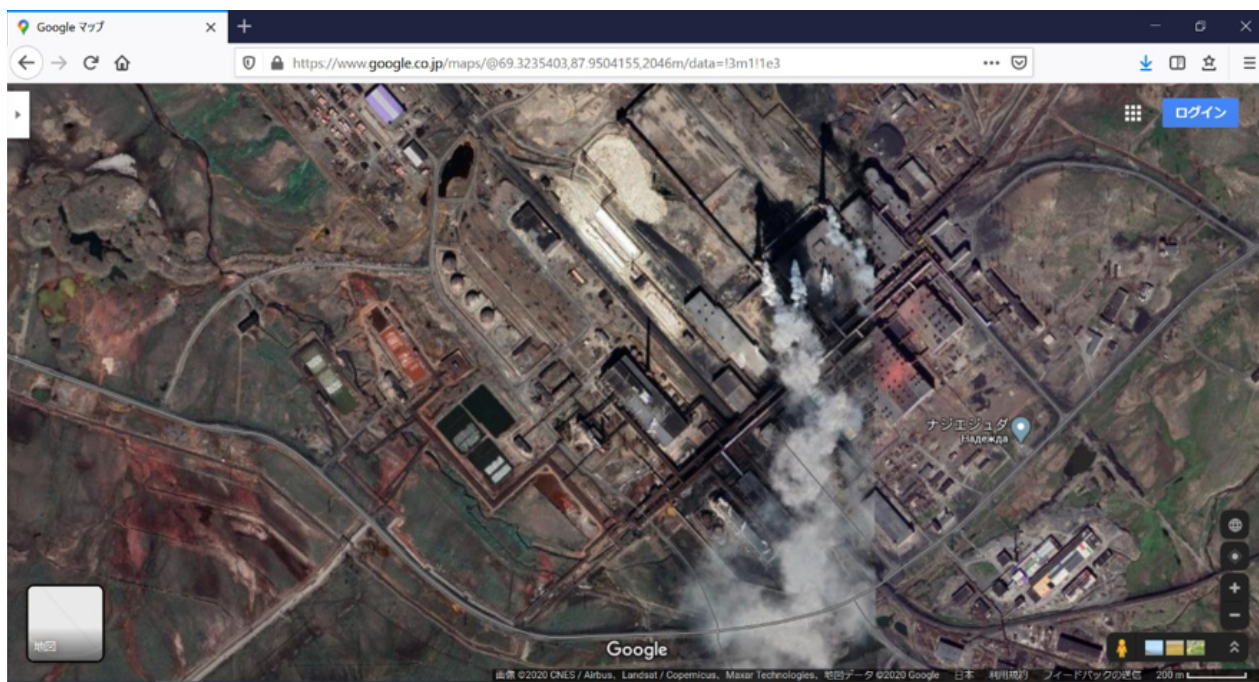 Google マップ
https://www.google.co.jp/maps/@69.3235403,87.9504155,2046m/data=!3m1!1e3
ログイン
ナジエジュダ
Надежда
地図
Google
画像 ©2020 CNES / Airbus、Landsat / Copernicus、Maxar Technologies、地図データ ©2020 Google 日本 利用規約 フィードバックの送信 200 m